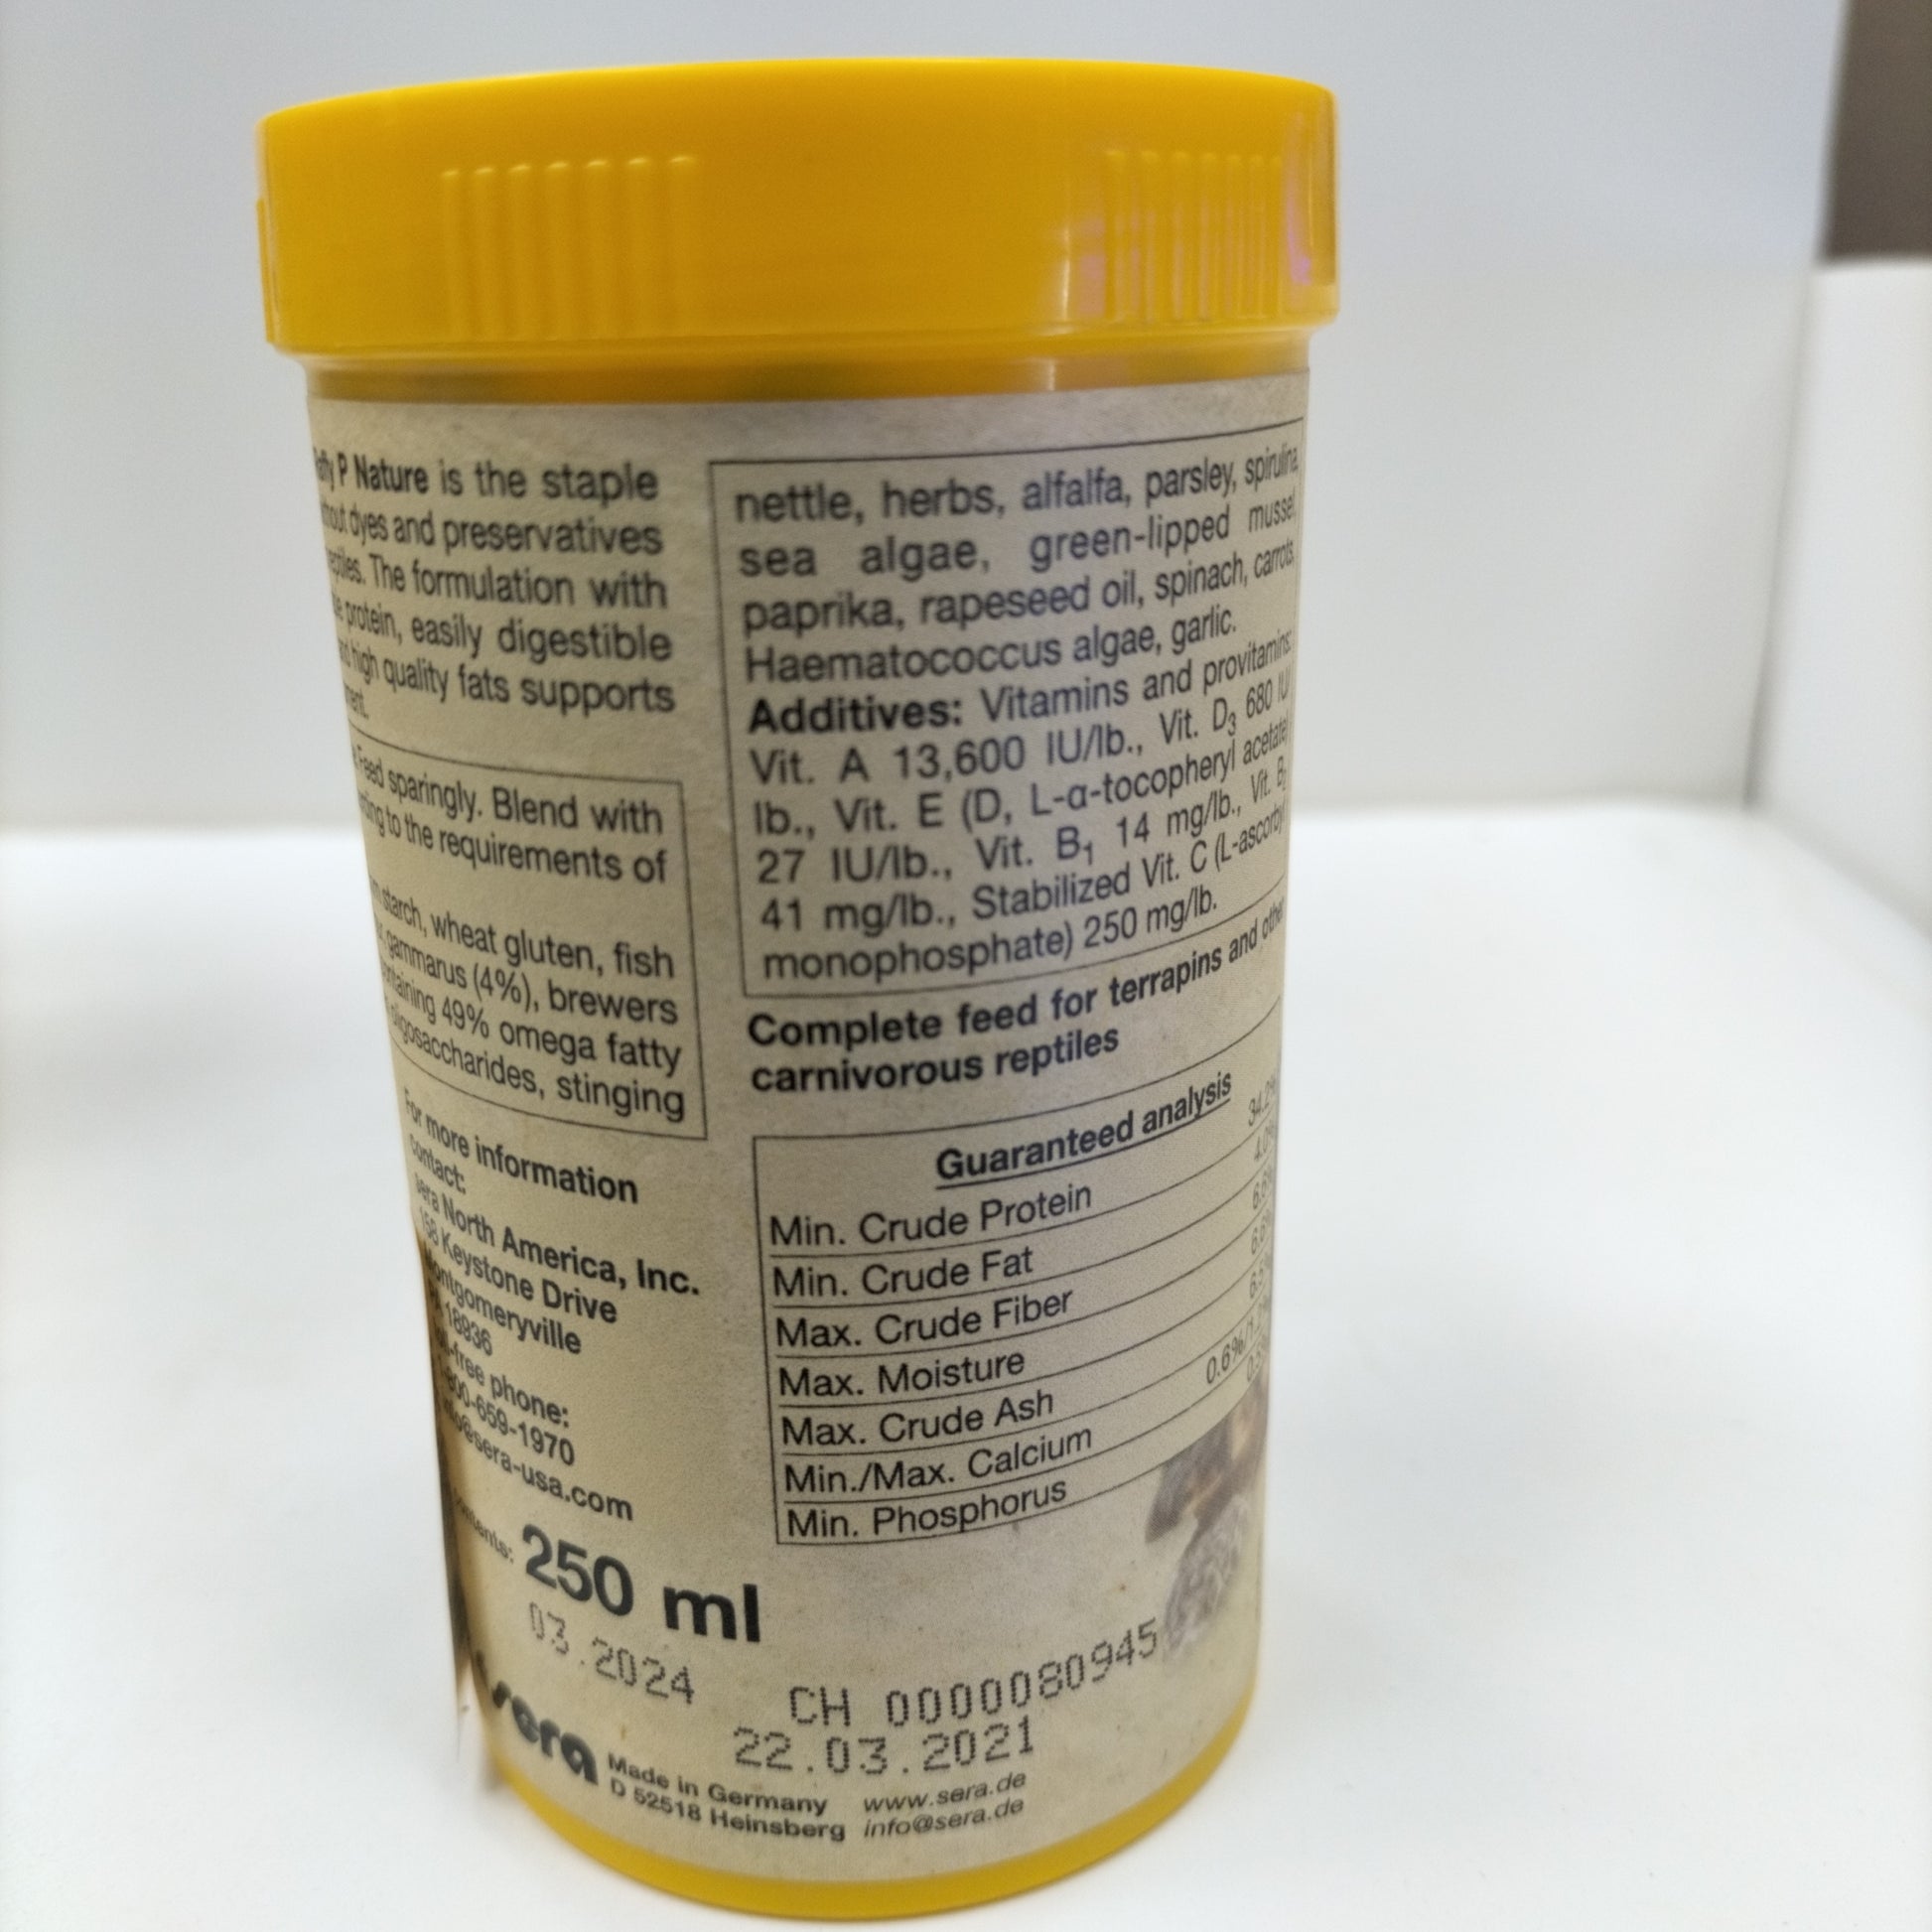 P Nature is the staple
dyes and preservatives
The formulation with
protein, easily digestible
high quality fats supports
Feed sparingly. Blend with
to the requirements of
starch, wheat gluten, fish
gammarus (4%), brewers
49% omega fatty
stinging
For more information
contact:
sera North America, Inc.
Keystone Drive
Montgomeryville
18936
phone:
1-800-659-1970
info@sera-usa.com
250 ml
03.2024
sera
Made in Germany
D 52518 Heinsberg
nettle, herbs, alfalfa, parsley, spirulina,
sea algae, green-lipped mussel,
paprika, rapeseed oil, spinach, carrots,
Haematococcus algae, garlic.
Additives: Vitamins and provitamins:
Vit. A 13,600 IU/lb., Vit. D₃ 680 IU/
lb., Vit. E (D, L-α-tocopheryl acetate)
27 IU/lb., Vit. B₁ 14 mg/lb., Vit.
41 mg/lb., Stabilized Vit. C (L-ascorbyl
monophosphate) 250 mg/lb.
Complete feed for terrapins and other
carnivorous reptiles
Guaranteed analysis
Min. Crude Protein 34.2%
Min. Crude Fat
Max. Crude Fiber
Max. Moisture
Max. Crude Ash
Min./Max. Calcium
Min. Phosphorus
CH 0000080945
22.03.2021
www.sera.de
info@sera.de